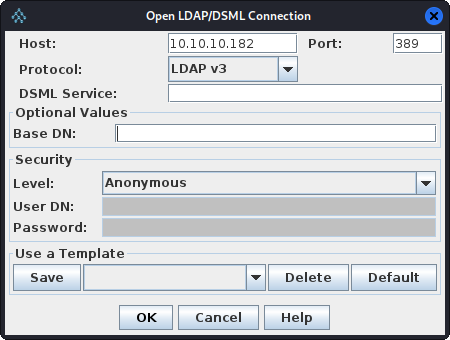 Open LDAP/DSML Connection
Host: 10.10.10.182 Port: 389
Protocol: LDAP v3
DSML Service:
Optional Values
Base DN:
Security
Level: Anonymous
User DN:
Password:
Use a Template
Save Delete Default
OK Cancel Help